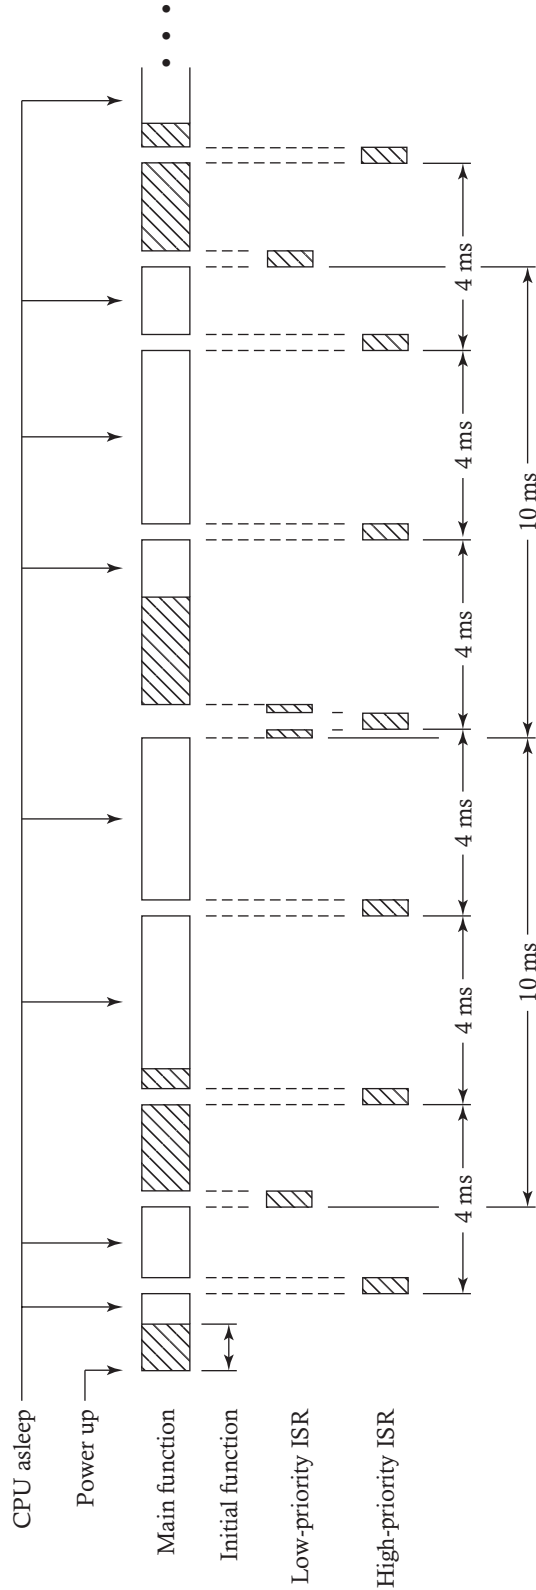 CPU asleep
Power up
Main function
Initial function
Low-priority ISR
High-priority ISR
4 ms
4 ms
4 ms
4 ms
4 ms
4 ms
10 ms
10 ms